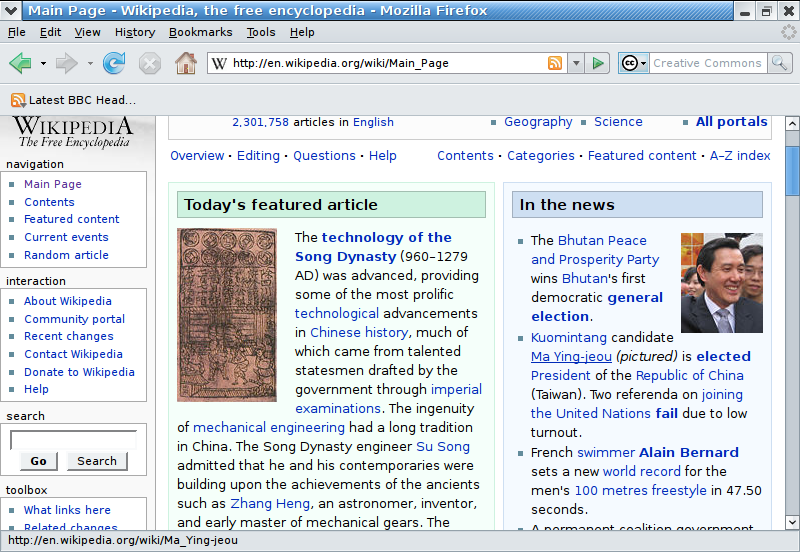 Main Page - Wikipedia, the free encyclopedia - Mozilla Firefox
File Edit View History Bookmarks Tools Help
W http://en.wikipedia.org/wiki/Main_Page
cc Creative Commons
Latest BBC Head...
WIKIPEDIA
The Free Encyclopedia
navigation
Main Page
Contents
Featured content
Current events
Random article
interaction
About Wikipedia
Community portal
Recent changes
Contact Wikipedia
Donate to Wikipedia
Help
search
Go Search
toolbox
What links here
Related changes
2,301,758 articles in English
Geography Science All portals
Overview · Editing · Questions · Help
Contents · Categories · Featured content · A–Z index
Today's featured article
The technology of the
Song Dynasty (960–1279
AD) was advanced, providing
some of the most prolific
technological advancements
in Chinese history, much of
which came from talented
statesmen drafted by the
government through imperial
examinations. The ingenuity
of mechanical engineering had a long tradition
in China. The Song Dynasty engineer Su Song
admitted that he and his contemporaries were
building upon the achievements of the ancients
such as Zhang Heng, an astronomer, inventor,
and early master of mechanical gears. The
In the news
The Bhutan Peace
and Prosperity Party
wins Bhutan's first
democratic general
election.
Kuomintang candidate
Ma Ying-jeou (pictured) is elected
President of the Republic of China
(Taiwan). Two referenda on joining
the United Nations fail due to low
turnout.
French swimmer Alain Bernard
sets a new world record for the
men's 100 metres freestyle in 47.50
seconds.
A permanent coalition government
http://en.wikipedia.org/wiki/Ma_Ying-jeou